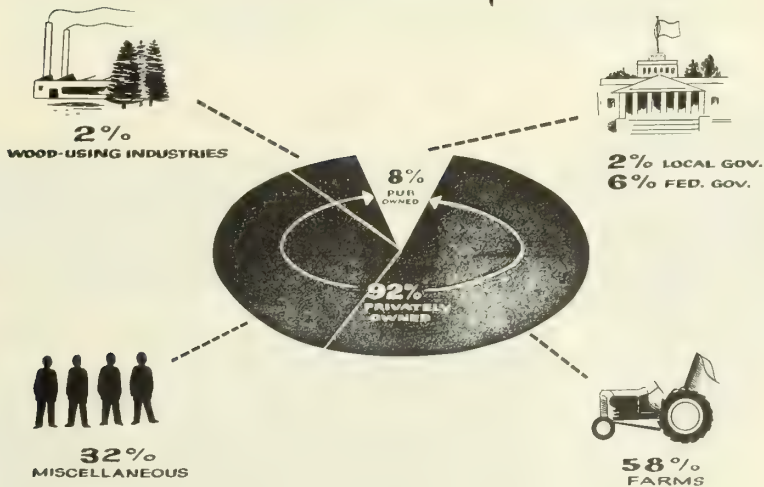 2%
WOOD-USING INDUSTRIES
2% LOCAL GOV.
6% FED. GOV.
8%
PUB
OWNED
92%
PRIVATELY
OWNED
32%
MISCELLANEOUS
58%
FARMS